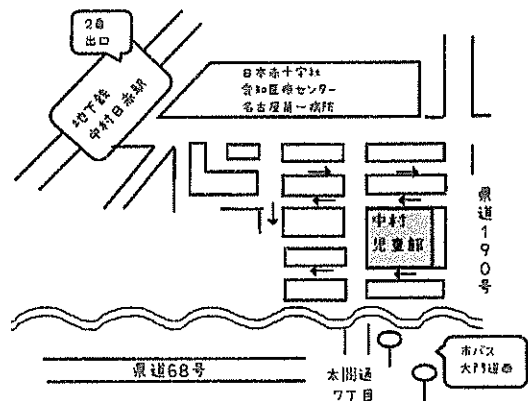 2番
出口
地下鉄
中村日赤駅
日本赤十字社
愛知医療センター
名古屋第一病院
中村
児童館
県道190号
県道68号
太閤通
7丁目
市バス
大門通西